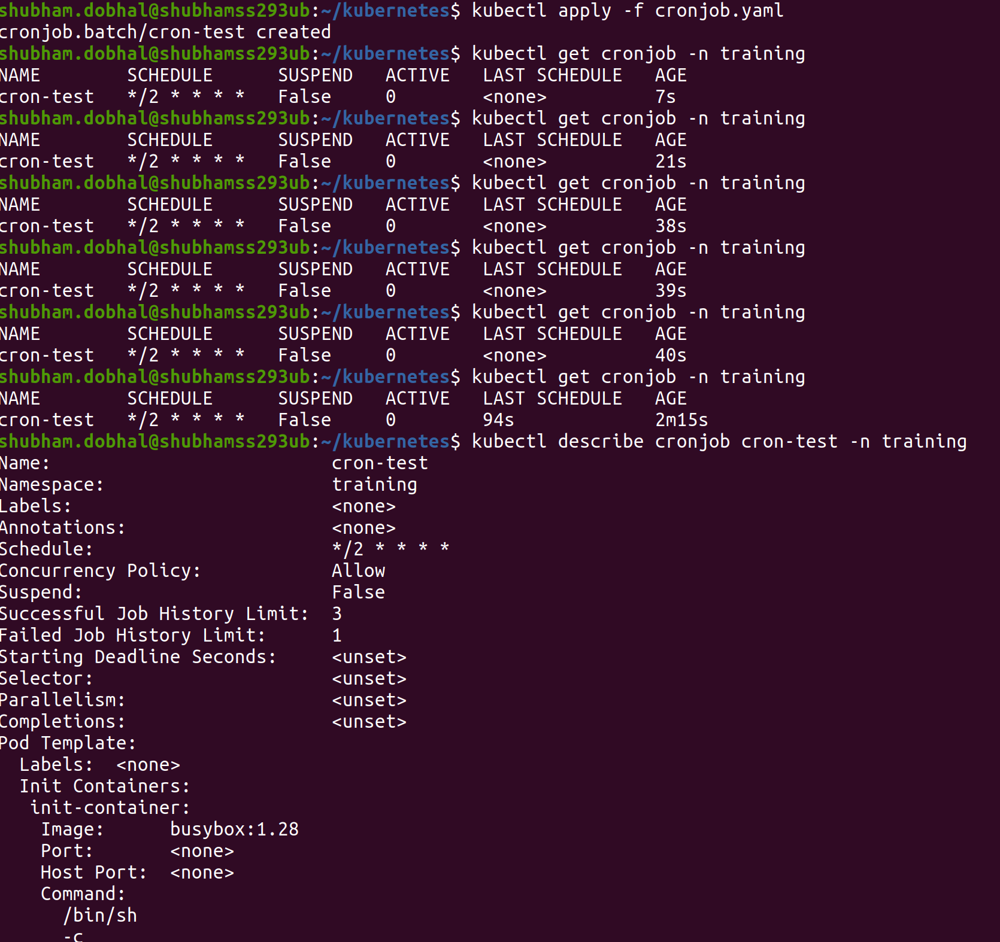 shubham.dobhal@shubhamss293ub:~/kubernetes$ kubectl apply -f cronjob.yaml
cronjob.batch/cron-test created
shubham.dobhal@shubhamss293ub:~/kubernetes$ kubectl get cronjob -n training
NAME        SCHEDULE      SUSPEND   ACTIVE   LAST SCHEDULE   AGE
cron-test   */2 * * * *   False     0        <none>          7s
shubham.dobhal@shubhamss293ub:~/kubernetes$ kubectl get cronjob -n training
NAME        SCHEDULE      SUSPEND   ACTIVE   LAST SCHEDULE   AGE
cron-test   */2 * * * *   False     0        <none>          21s
shubham.dobhal@shubhamss293ub:~/kubernetes$ kubectl get cronjob -n training
NAME        SCHEDULE      SUSPEND   ACTIVE   LAST SCHEDULE   AGE
cron-test   */2 * * * *   False     0        <none>          38s
shubham.dobhal@shubhamss293ub:~/kubernetes$ kubectl get cronjob -n training
NAME        SCHEDULE      SUSPEND   ACTIVE   LAST SCHEDULE   AGE
cron-test   */2 * * * *   False     0        <none>          39s
shubham.dobhal@shubhamss293ub:~/kubernetes$ kubectl get cronjob -n training
NAME        SCHEDULE      SUSPEND   ACTIVE   LAST SCHEDULE   AGE
cron-test   */2 * * * *   False     0        <none>          40s
shubham.dobhal@shubhamss293ub:~/kubernetes$ kubectl get cronjob -n training
NAME        SCHEDULE      SUSPEND   ACTIVE   LAST SCHEDULE   AGE
cron-test   */2 * * * *   False     0        94s             2m15s
shubham.dobhal@shubhamss293ub:~/kubernetes$ kubectl describe cronjob cron-test -n training
Name:                          cron-test
Namespace:                     training
Labels:                        <none>
Annotations:                   <none>
Schedule:                      */2 * * * *
Concurrency Policy:            Allow
Suspend:                       False
Successful Job History Limit:  3
Failed Job History Limit:      1
Starting Deadline Seconds:     <unset>
Selector:                      <unset>
Parallelism:                   <unset>
Completions:                   <unset>
Pod Template:
  Labels:  <none>
  Init Containers:
   init-container:
    Image:      busybox:1.28
    Port:       <none>
    Host Port:  <none>
    Command:
      /bin/sh
      -c